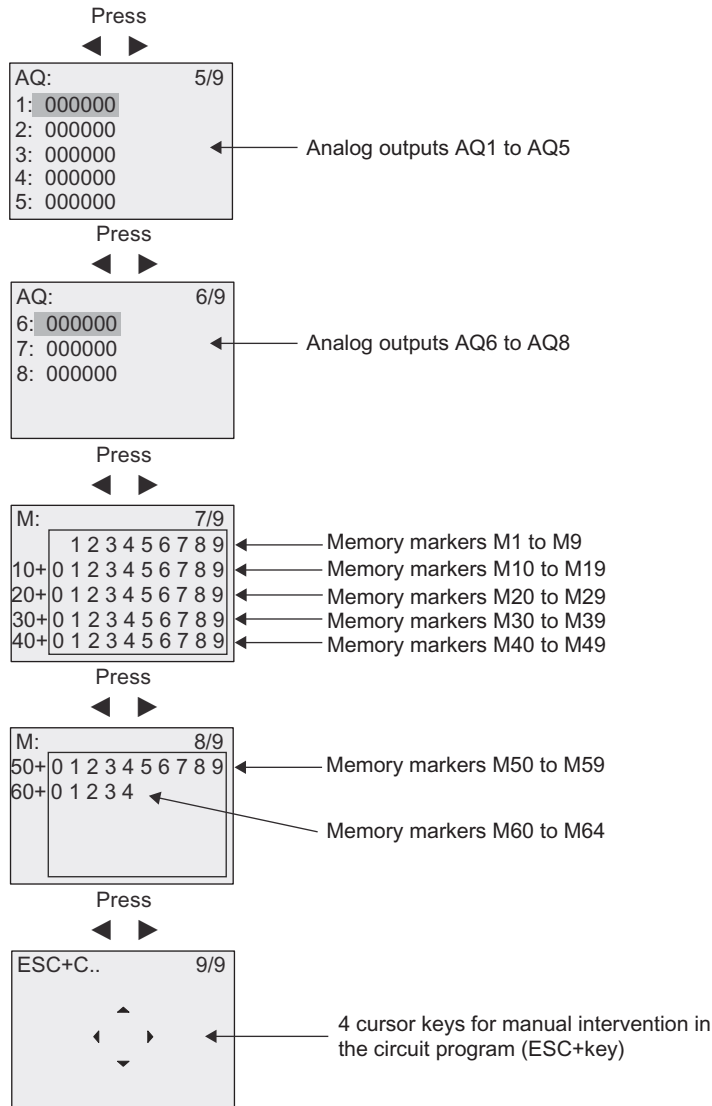 Press
AQ: 5/9
1: 000000
2: 000000
3: 000000
4: 000000
5: 000000
Analog outputs AQ1 to AQ5
Press
AQ: 6/9
6: 000000
7: 000000
8: 000000
Analog outputs AQ6 to AQ8
Press
M: 7/9
1 2 3 4 5 6 7 8 9 Memory markers M1 to M9
10+ 0 1 2 3 4 5 6 7 8 9 Memory markers M10 to M19
20+ 0 1 2 3 4 5 6 7 8 9 Memory markers M20 to M29
30+ 0 1 2 3 4 5 6 7 8 9 Memory markers M30 to M39
40+ 0 1 2 3 4 5 6 7 8 9 Memory markers M40 to M49
Press
M: 8/9
50+ 0 1 2 3 4 5 6 7 8 9 Memory markers M50 to M59
60+ 0 1 2 3 4
Memory markers M60 to M64
Press
ESC+C.. 9/9
4 cursor keys for manual intervention in
the circuit program (ESC+key)